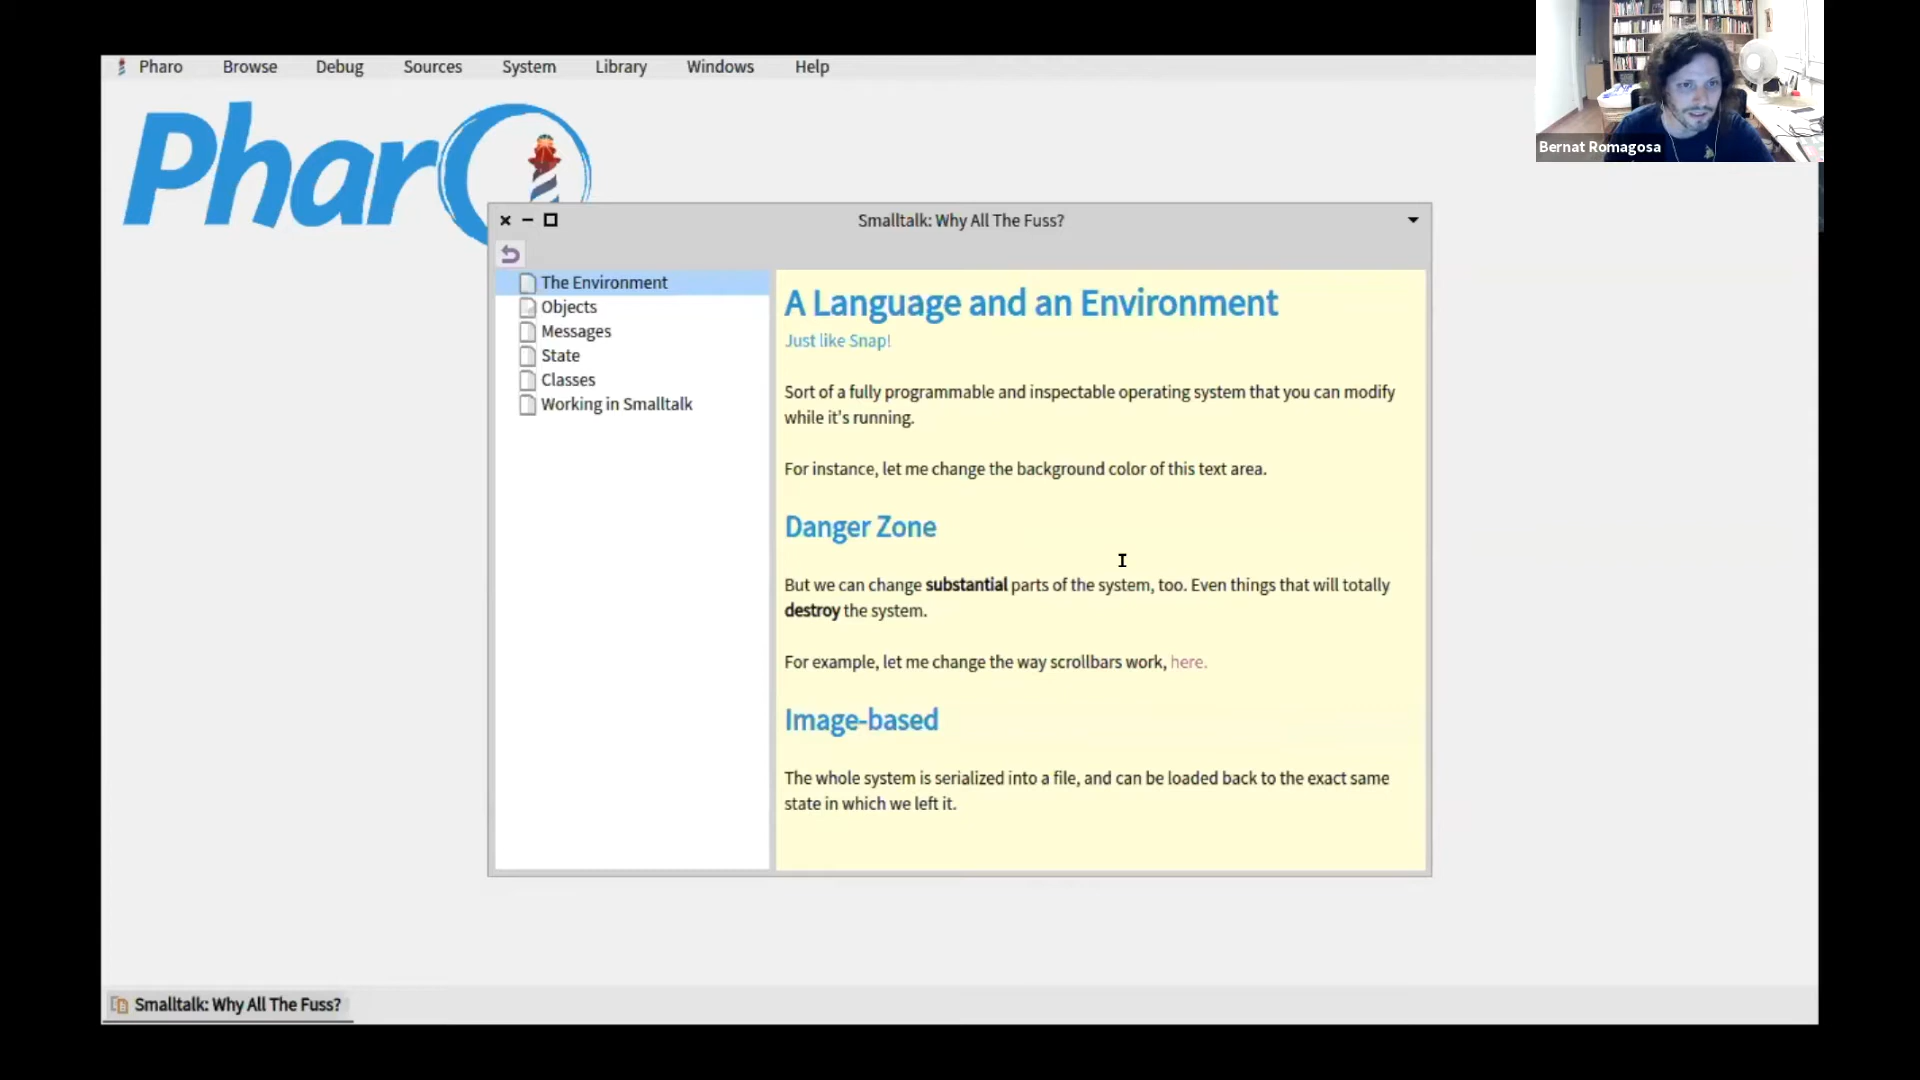 Pharo Browse Debug Sources System Library Windows Help
Pharo
Bernat Romagosa
Smalltalk: Why All The Fuss?
The Environment
Objects
Messages
State
Classes
Working in Smalltalk
A Language and an Environment
Just like Snap!
Sort of a fully programmable and inspectable operating system that you can modify
while it's running.
For instance, let me change the background color of this text area.
Danger Zone
But we can change substantial parts of the system, too. Even things that will totally
destroy the system.
For example, let me change the way scrollbars work, here.
Image-based
The whole system is serialized into a file, and can be loaded back to the exact same
state in which we left it.
Smalltalk: Why All The Fuss?